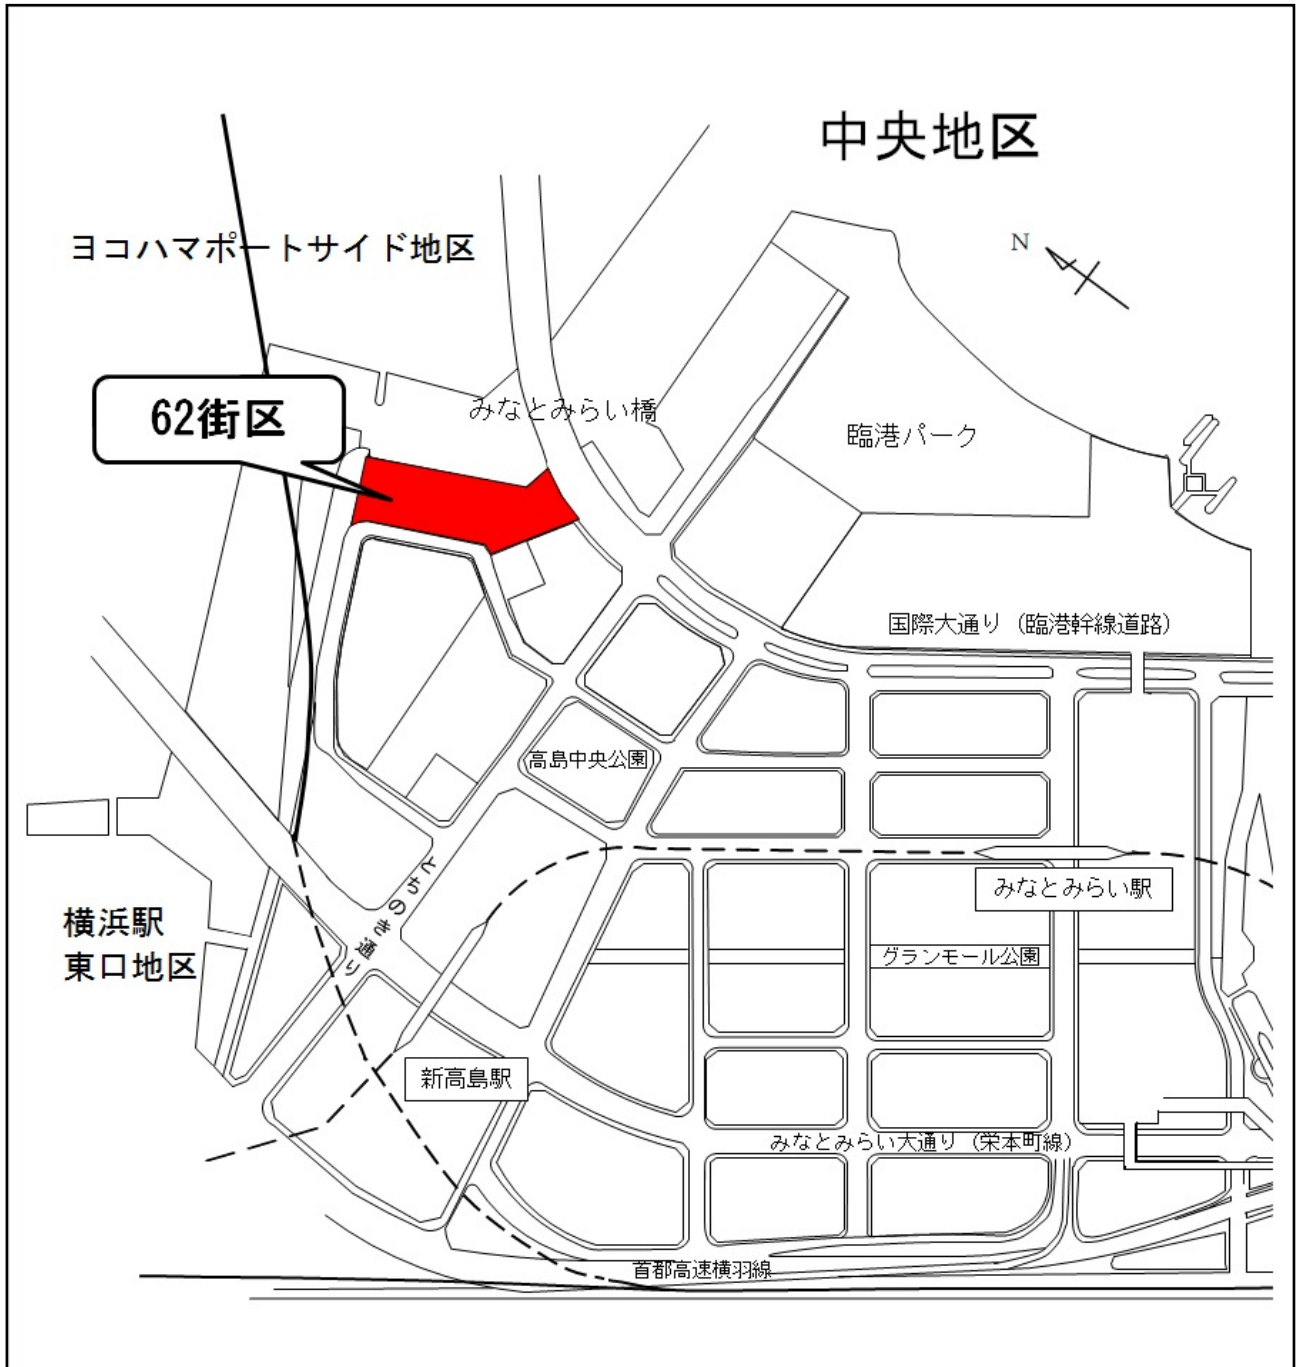 中央地区
ヨコハマポートサイド地区
N
62街区
みなとみらい橋
臨港パーク
国際大通り（臨港幹線道路）
高島中央公園
とちのき通り
みなとみらい駅
横浜駅
東口地区
グランモール公園
新高島駅
みなとみらい大通り（栄本町線）
首都高速横羽線